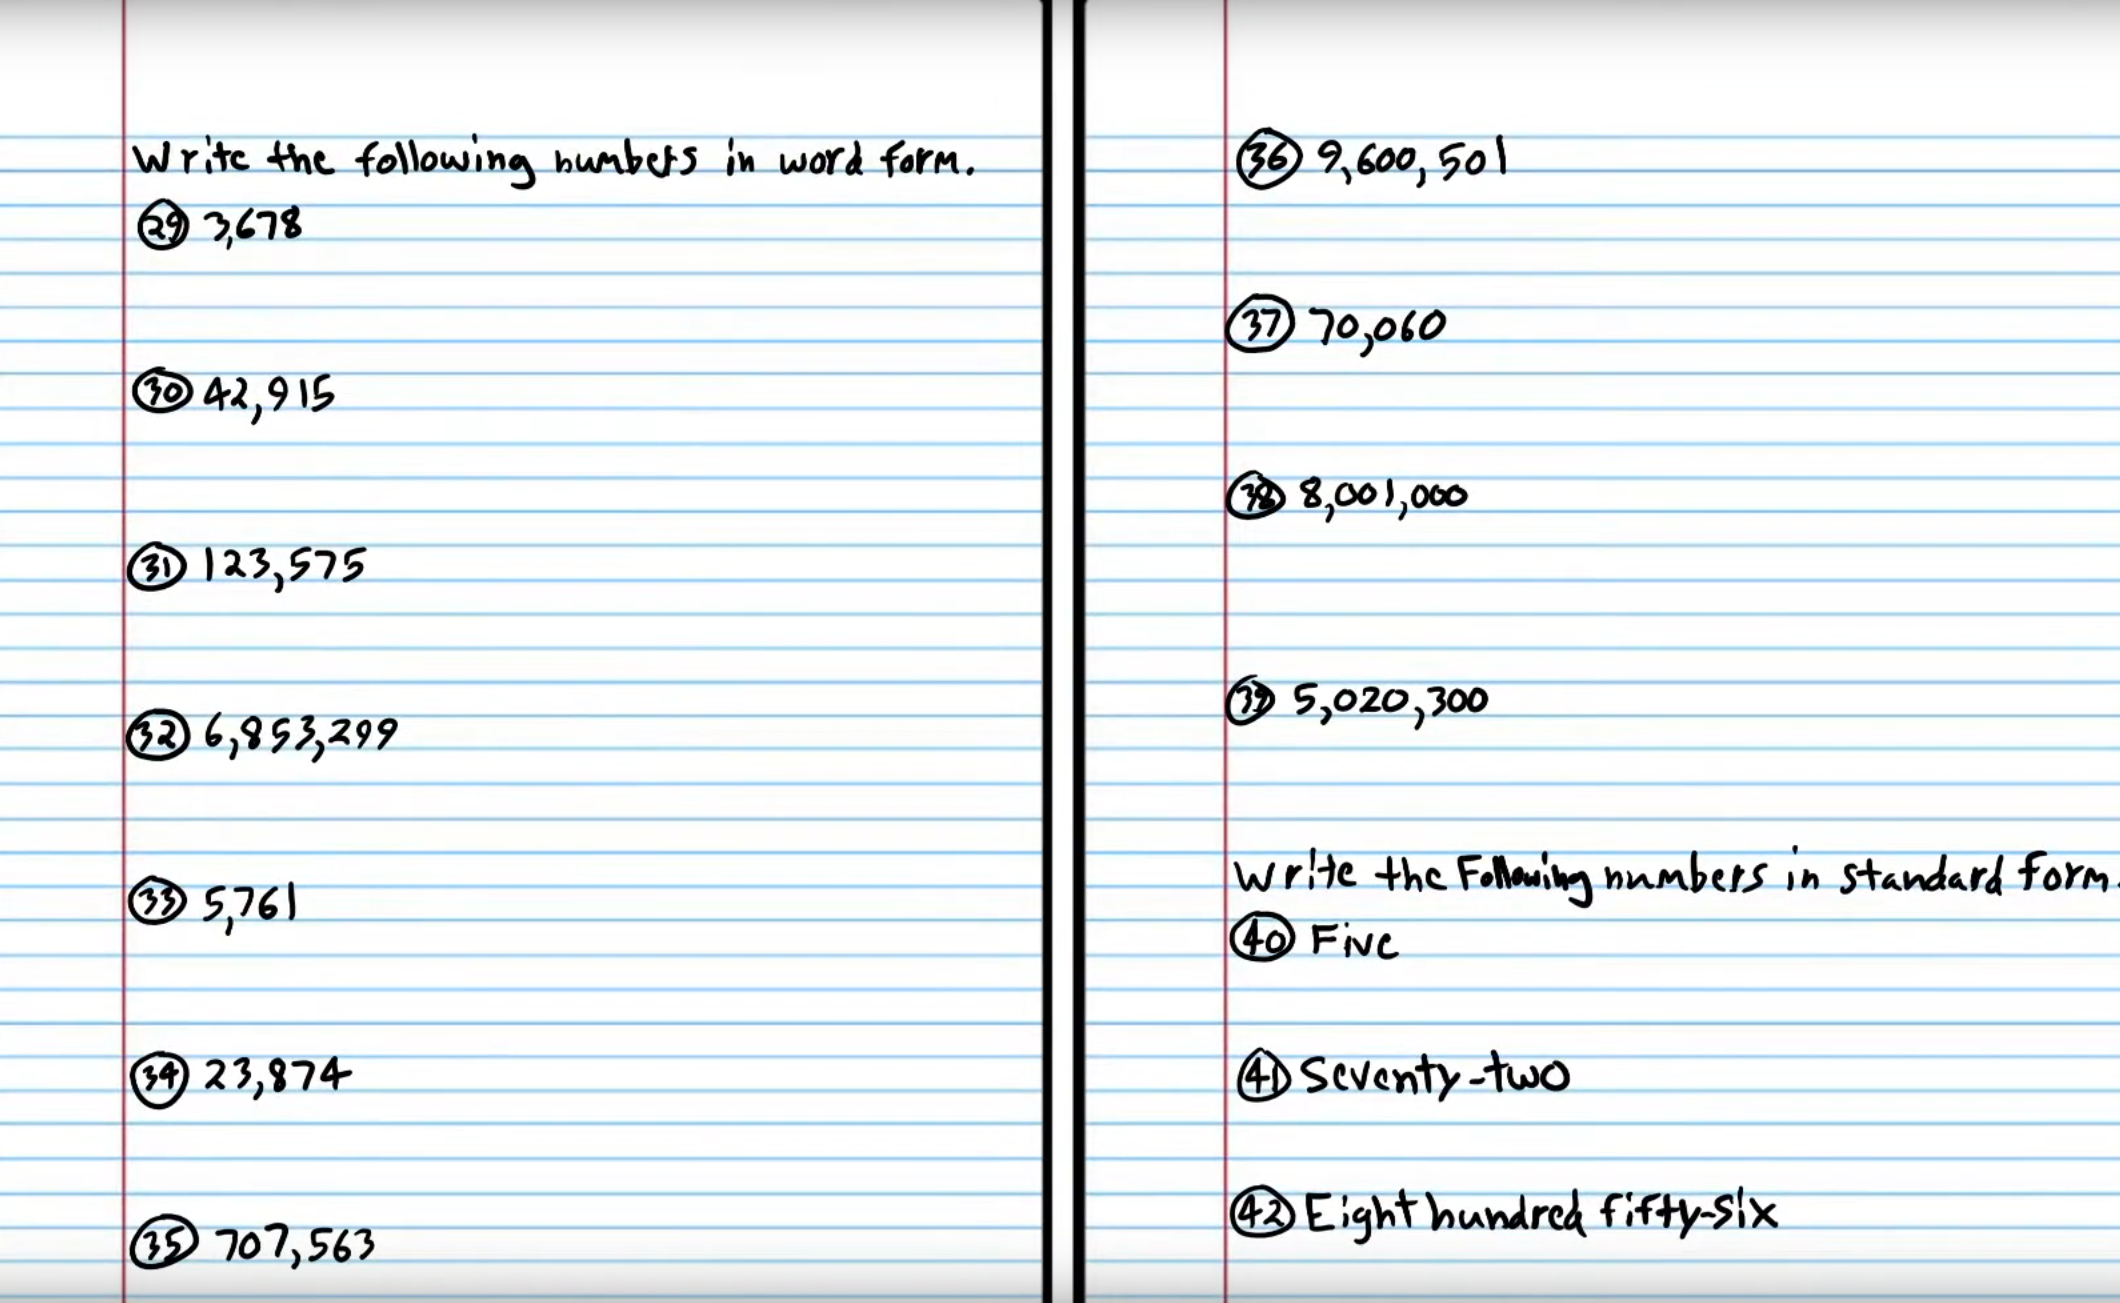 Write the following numbers in word form.
29 3,678
30 42,915
31 123,575
32 6,853,299
33 5,761
34 23,874
35 707,563
36 9,600,501
37 70,060
38 8,001,000
39 5,020,300
Write the Following numbers in standard form.
40 Five
41 Seventy-two
42 Eight hundred fifty-six